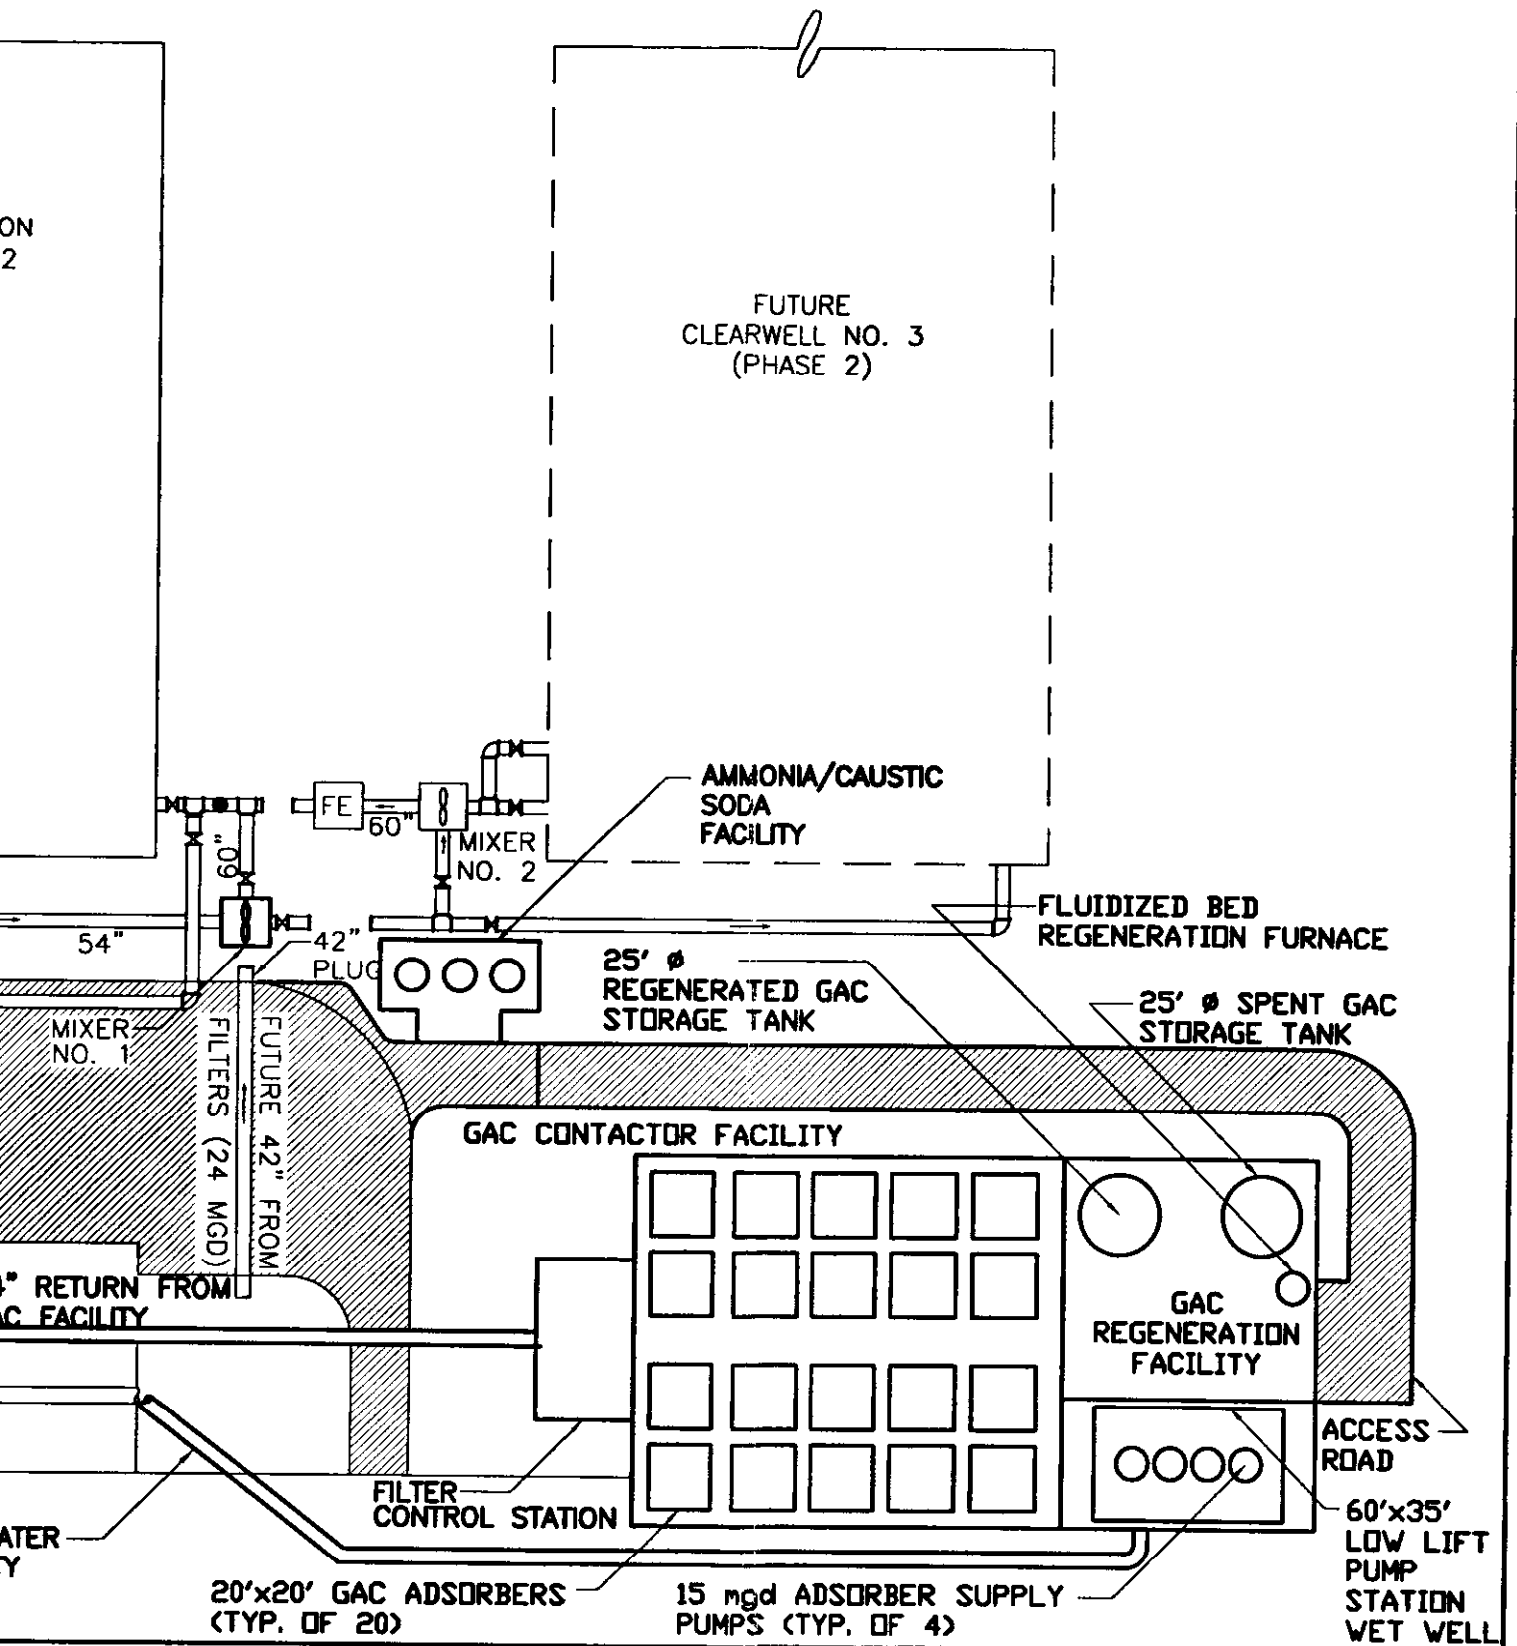 ON
2
FUTURE
CLEARWELL NO. 3
(PHASE 2)
AMMONIA/CAUSTIC
SODA
FACILITY
FE
60"
MIXER
NO. 2
60"
54"
42"
PLUG
FLUIDIZED BED
REGENERATION FURNACE
25' ø
REGENERATED GAC
STORAGE TANK
25' ø SPENT GAC
STORAGE TANK
MIXER
NO. 1
FUTURE 42" FROM
FILTERS (24 MGD)
GAC CONTACTOR FACILITY
4" RETURN FROM
AC FACILITY
GAC
REGENERATION
FACILITY
ACCESS
ROAD
FILTER
CONTROL STATION
60'x35'
LOW LIFT
PUMP
STATION
WET WELL
ATER
TY
20'x20' GAC ADSORBERS
(TYP. OF 20)
15 mgd ADSORBER SUPPLY
PUMPS (TYP. OF 4)